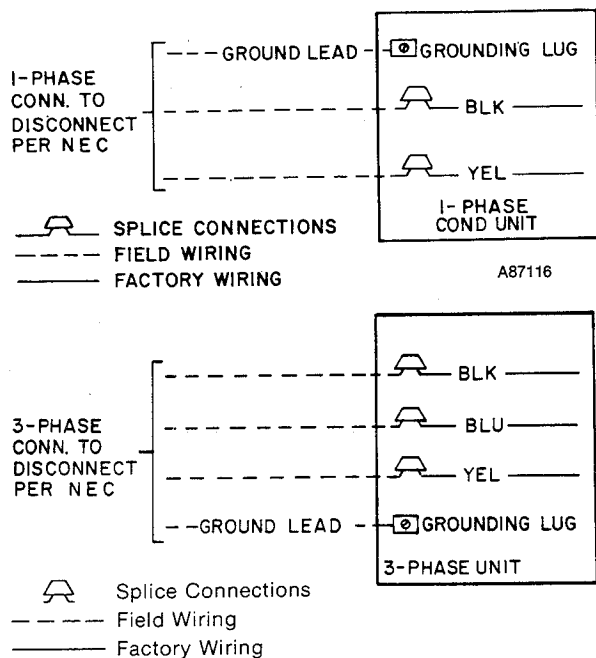 GROUND LEAD
GROUNDING LUG
1-PHASE
CONN. TO
DISCONNECT
PER NEC
BLK
YEL
1-PHASE
COND UNIT
SPLICE CONNECTIONS
FIELD WIRING
FACTORY WIRING
A87116
BLK
3-PHASE
CONN. TO
DISCONNECT
PER NEC
BLU
YEL
GROUND LEAD
GROUNDING LUG
3-PHASE UNIT
Splice Connections
Field Wiring
Factory Wiring